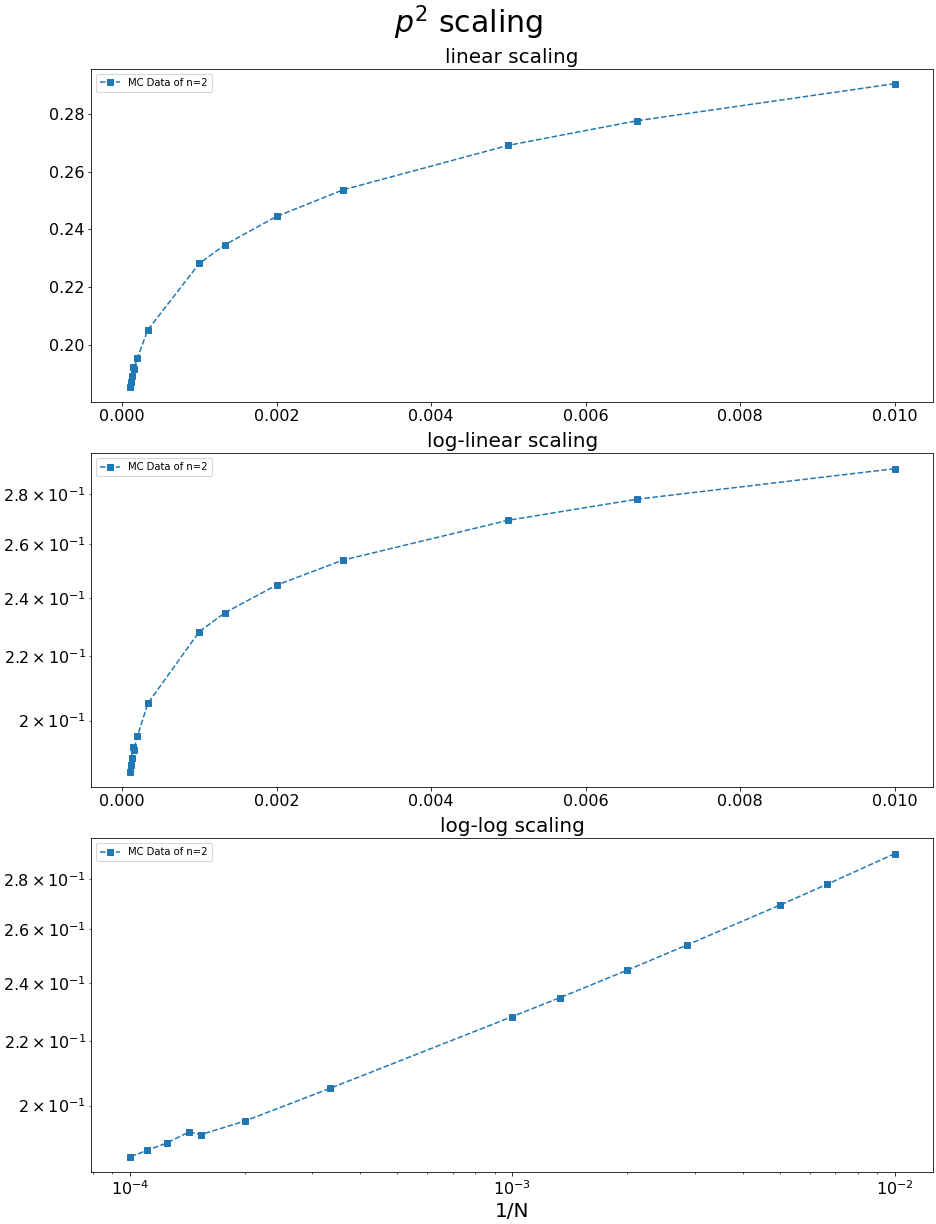 p² scaling
linear scaling
MC Data of n=2
0.28
0.26
0.24
0.22
0.20
0.000 0.002 0.004 0.006 0.008 0.010
log-linear scaling
MC Data of n=2
2.8 × 10⁻¹
2.6 × 10⁻¹
2.4 × 10⁻¹
2.2 × 10⁻¹
2 × 10⁻¹
0.000 0.002 0.004 0.006 0.008 0.010
log-log scaling
MC Data of n=2
2.8 × 10⁻¹
2.6 × 10⁻¹
2.4 × 10⁻¹
2.2 × 10⁻¹
2 × 10⁻¹
10⁻⁴ 10⁻³ 10⁻²
1/N